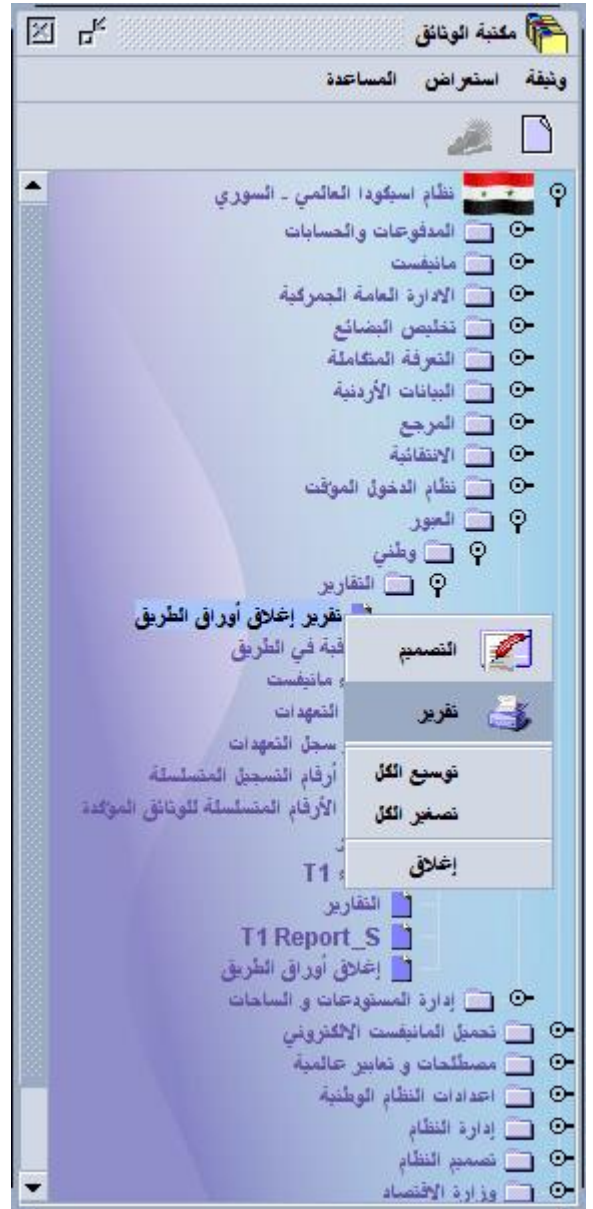 مكتبة الوثائق
وثيقة استعراض المساعدة
نظام اسيكودا العالمي ـ السوري
المدفوعات والحسابات
مانيفست
الادارة العامة الجمركية
تخليص البضائع
التعرفة المتكاملة
البيانات الأردنية
المرجع
الانتقائية
نظام الدخول الموقت
العبور
وطني
التقارير
تقرير إغلاق أوراق الطريق
في الطريق
التصميم
مانيفست
التعهدات
تقرير
سجل التعهدات
أرقام التسجيل المتسلسلة
توسيع الكل
الأرقام المتسلسلة للوثائق الموكدة
تصغير الكل
T1
إغلاق
التقارير
T1 Report_S
إغلاق أوراق الطريق
إدارة المستودعات و الساحات
تحميل المانيفست الالكتروني
مصطلحات و تعابير عالمية
اعدادات النظام الوطنية
إدارة النظام
تصميم النظام
وزارة الاقتصاد